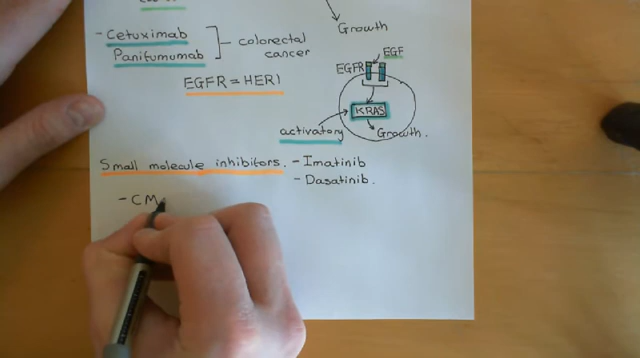 Growth
- Cetuximab
Panitumumab
colorectal
cancer
EGFR = HER1
EGF
EGFR
KRAS
activatory
Growth.
Small molecule inhibitors.
- Imatinib
- Dasatinib.
- CM